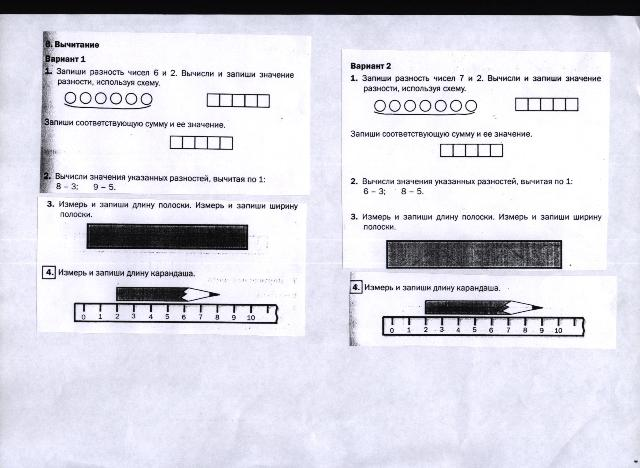 8. Вычитание
Вариант 1
1. Запиши разность чисел 6 и 2. Вычисли и запиши значение
разности, используя схему.
Запиши соответствующую сумму и ее значение.
2. Вычисли значения указанных разностей, вычитая по 1:
8 – 3; 9 – 5.
3. Измерь и запиши длину полоски. Измерь и запиши ширину
полоски.
4. Измерь и запиши длину карандаша.
0 1 2 3 4 5 6 7 8 9 10
Вариант 2
1. Запиши разность чисел 7 и 2. Вычисли и запиши значение
разности, используя схему.
Запиши соответствующую сумму и ее значение.
2. Вычисли значения указанных разностей, вычитая по 1:
6 – 3; 8 – 5.
3. Измерь и запиши длину полоски. Измерь и запиши ширину
полоски.
4. Измерь и запиши длину карандаша.
0 1 2 3 4 5 6 7 8 9 10